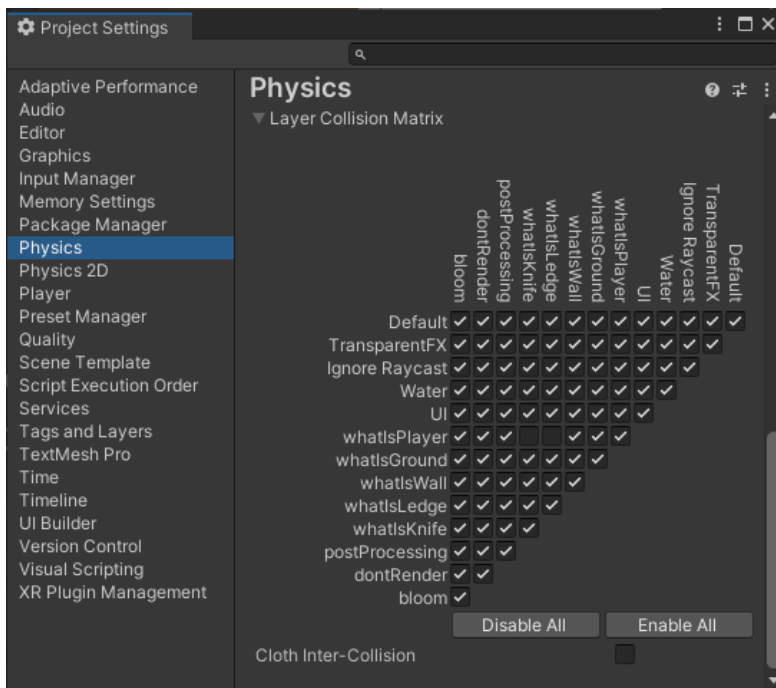 Project Settings
Adaptive Performance
Audio
Editor
Graphics
Input Manager
Memory Settings
Package Manager
Physics
Physics 2D
Player
Preset Manager
Quality
Scene Template
Script Execution Order
Services
Tags and Layers
TextMesh Pro
Time
Timeline
UI Builder
Version Control
Visual Scripting
XR Plugin Management
Physics
Layer Collision Matrix
bloom
dontRender
postProcessing
whatIsKnife
whatIsLedge
whatIsWall
whatIsGround
whatIsPlayer
UI
Water
Ignore Raycast
TransparentFX
Default
Default
TransparentFX
Ignore Raycast
Water
UI
whatIsPlayer
whatIsGround
whatIsWall
whatIsLedge
whatIsKnife
postProcessing
dontRender
bloom
Disable All
Enable All
Cloth Inter-Collision